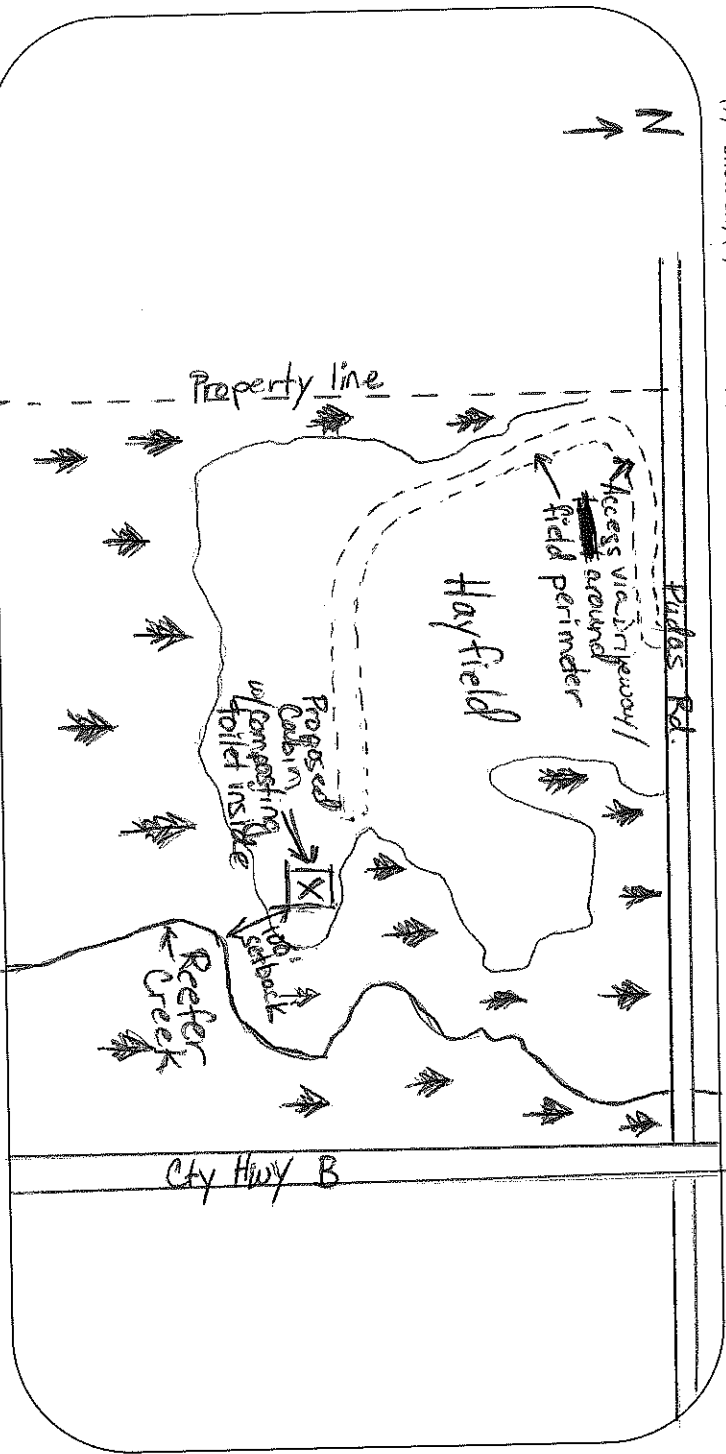 N
Property line
Access via driveway/
around
field perimeter
Pudas Rd.
Hayfield
Proposed
Cabin
w/composting
toilet inside
X
100'
setback
Reefer
Creek
Cty Hwy B